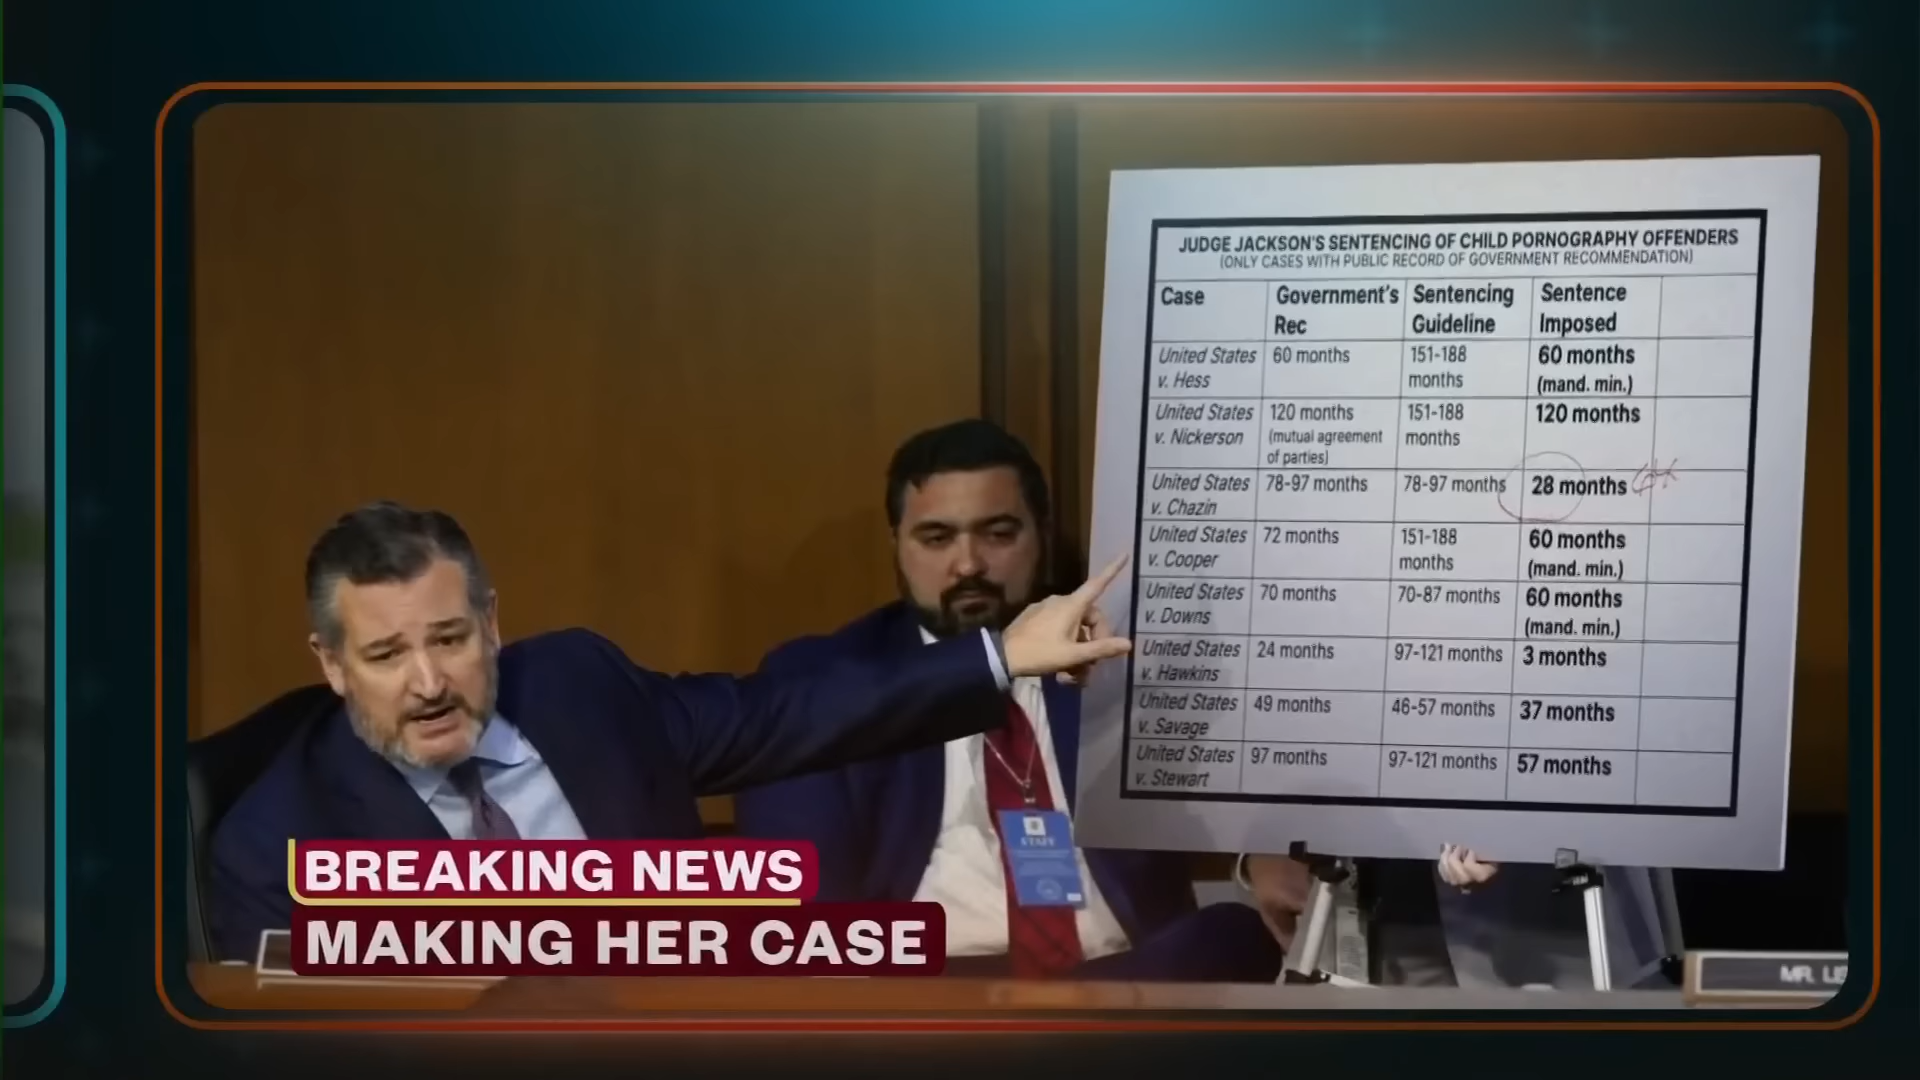 JUDGE JACKSON'S SENTENCING OF CHILD PORNOGRAPHY OFFENDERS
(ONLY CASES WITH PUBLIC RECORD OF GOVERNMENT RECOMMENDATION)
Case Government's Rec Sentencing Guideline Sentence Imposed
United States v. Hess 60 months 151-188 months 60 months (mand. min.)
United States v. Nickerson 120 months (mutual agreement of parties) 151-188 months 120 months
United States v. Chazin 78-97 months 78-97 months 28 months
United States v. Cooper 72 months 151-188 months 60 months (mand. min.)
United States v. Downs 70 months 70-87 months 60 months (mand. min.)
United States v. Hawkins 24 months 97-121 months 3 months
United States v. Savage 49 months 46-57 months 37 months
United States v. Stewart 97 months 97-121 months 57 months
STAFF
BREAKING NEWS
MAKING HER CASE
MR.